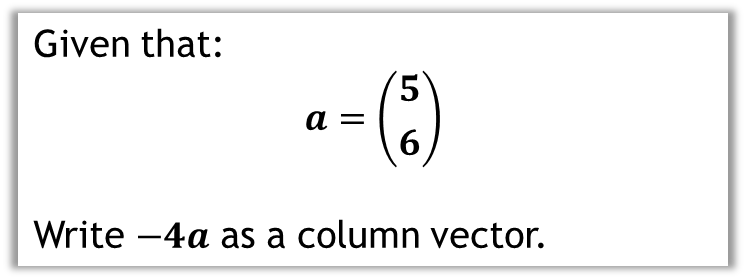 Given that:
a = (5
6)
Write −4a as a column vector.